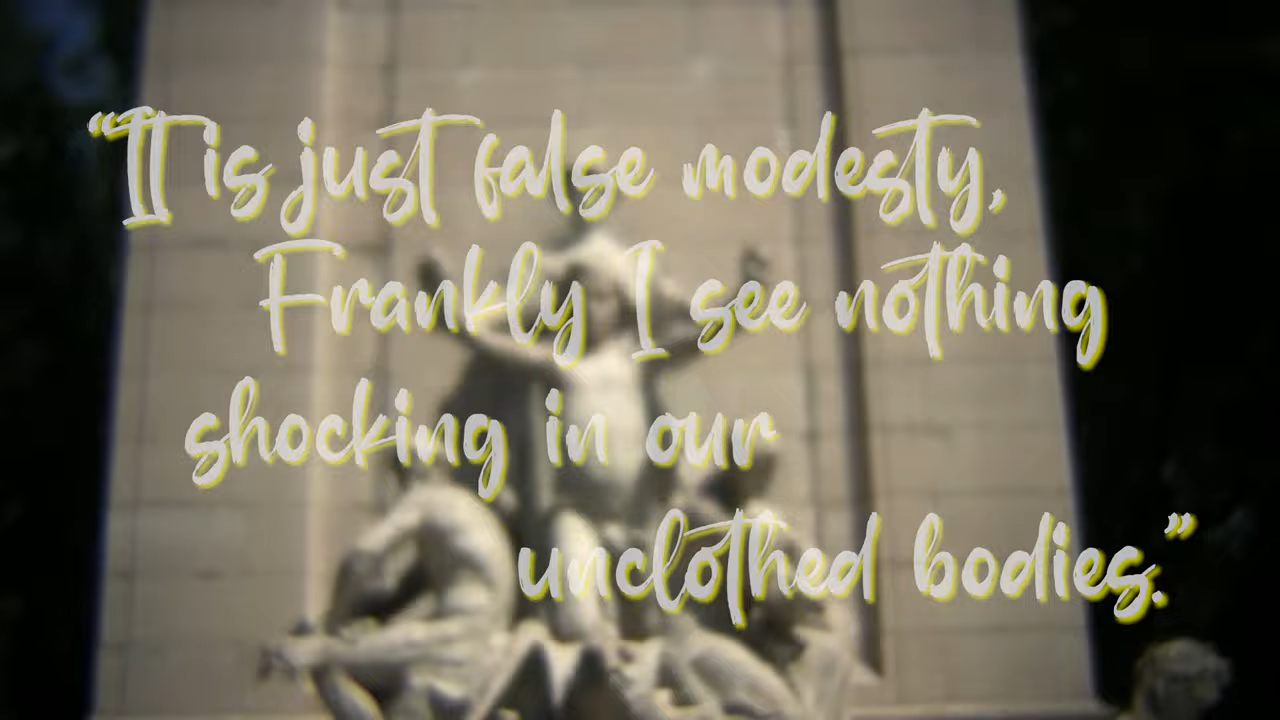 “It is just false modesty,
Frankly I see nothing
shocking in our
unclothed bodies.”